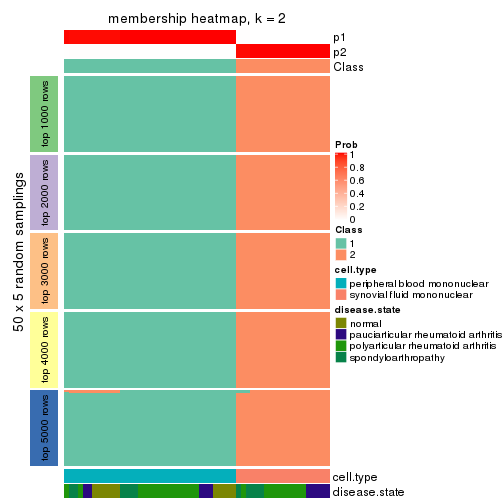 membership heatmap, k = 2
p1
p2
Class
50 x 5 random samplings
top 1000 rows
top 2000 rows
top 3000 rows
top 4000 rows
top 5000 rows
Prob
1
0.8
0.6
0.4
0.2
0
Class
1
2
cell.type
peripheral blood mononuclear
synovial fluid mononuclear
disease.state
normal
pauciarticular rheumatoid arthritis
polyarticular rheumatoid arthritis
spondyloarthropathy
cell.type
disease.state